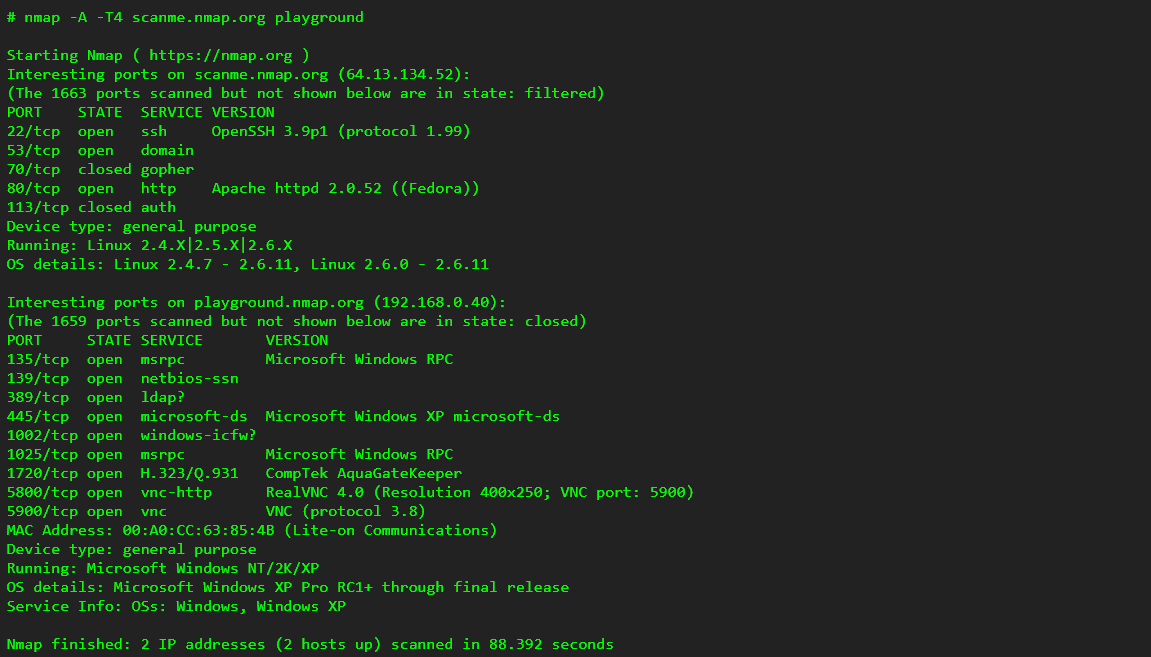 # nmap -A -T4 scanme.nmap.org playground
Starting Nmap ( https://nmap.org )
Interesting ports on scanme.nmap.org (64.13.134.52):
(The 1663 ports scanned but not shown below are in state: filtered)
PORT    STATE  SERVICE VERSION
22/tcp  open   ssh     OpenSSH 3.9p1 (protocol 1.99)
53/tcp  open   domain
70/tcp  closed gopher
80/tcp  open   http    Apache httpd 2.0.52 ((Fedora))
113/tcp closed auth
Device type: general purpose
Running: Linux 2.4.X|2.5.X|2.6.X
OS details: Linux 2.4.7 - 2.6.11, Linux 2.6.0 - 2.6.11
Interesting ports on playground.nmap.org (192.168.0.40):
(The 1659 ports scanned but not shown below are in state: closed)
PORT     STATE SERVICE       VERSION
135/tcp  open  msrpc         Microsoft Windows RPC
139/tcp  open  netbios-ssn
389/tcp  open  ldap?
445/tcp  open  microsoft-ds  Microsoft Windows XP microsoft-ds
1002/tcp open  windows-icfw?
1025/tcp open  msrpc         Microsoft Windows RPC
1720/tcp open  H.323/Q.931   CompTek AquaGateKeeper
5800/tcp open  vnc-http      RealVNC 4.0 (Resolution 400x250; VNC port: 5900)
5900/tcp open  vnc           VNC (protocol 3.8)
MAC Address: 00:A0:CC:63:85:4B (Lite-on Communications)
Device type: general purpose
Running: Microsoft Windows NT/2K/XP
OS details: Microsoft Windows XP Pro RC1+ through final release
Service Info: OSs: Windows, Windows XP
Nmap finished: 2 IP addresses (2 hosts up) scanned in 88.392 seconds